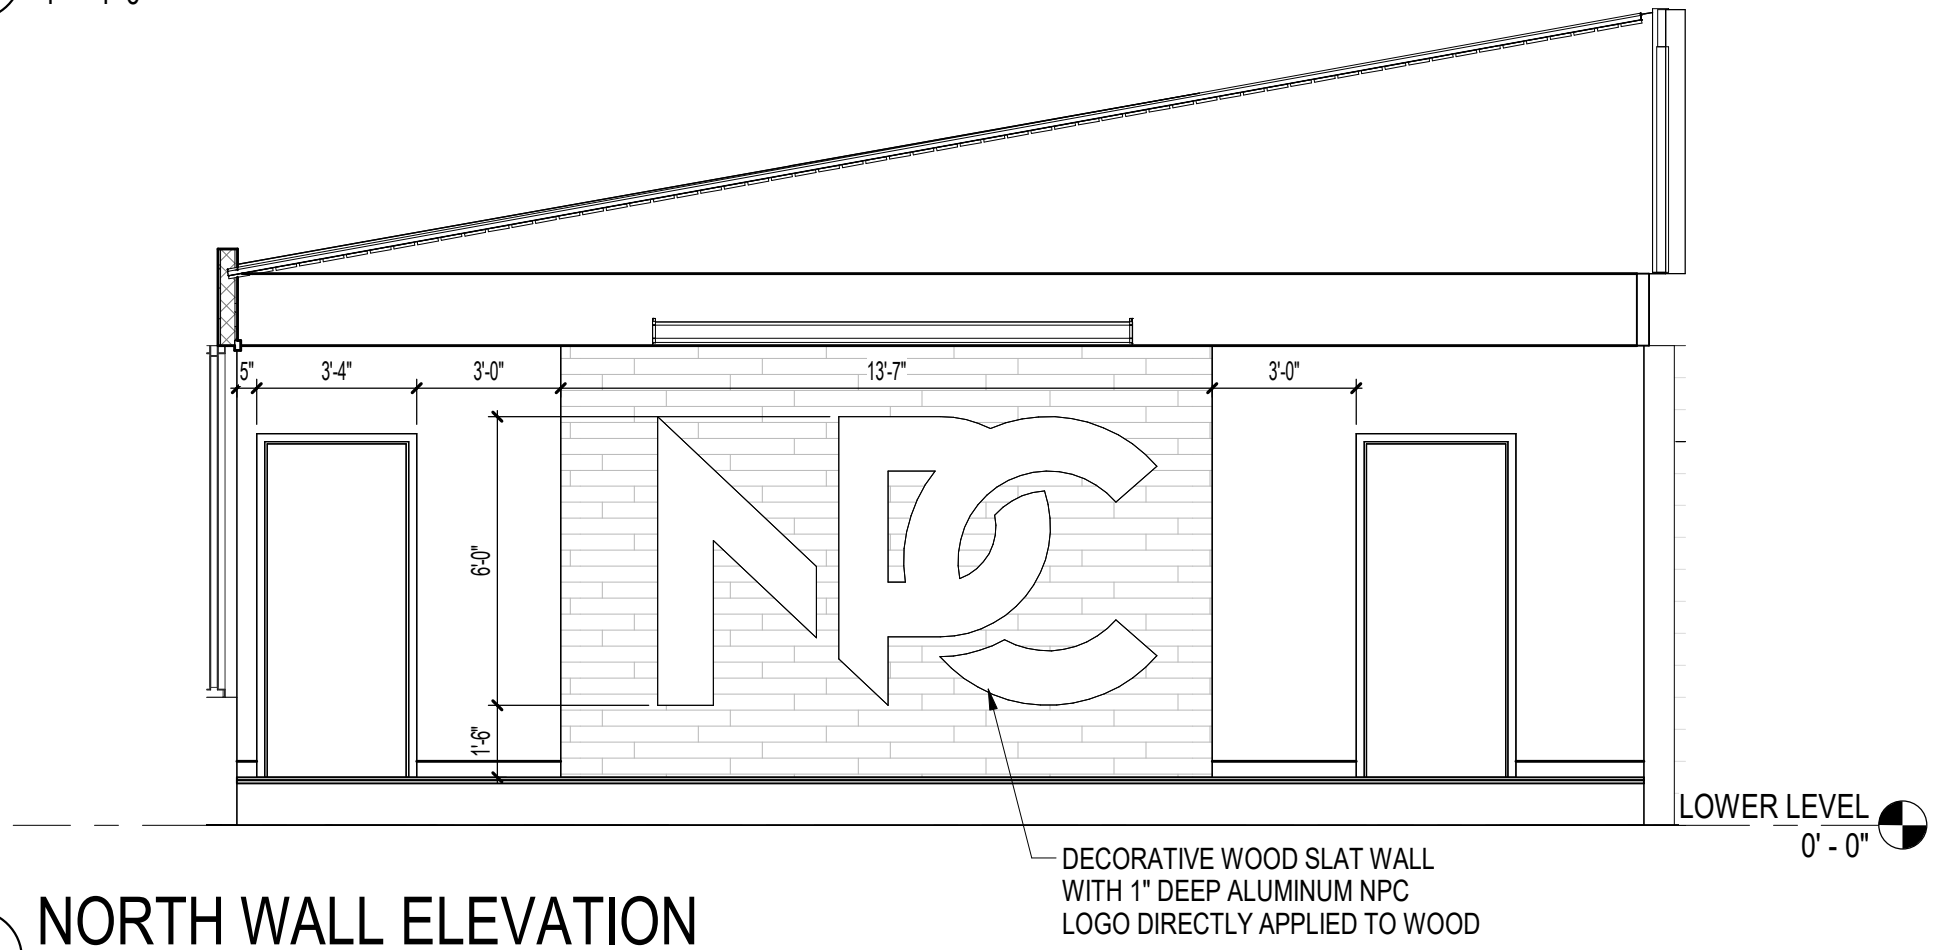 5"
3'-4"
3'-0"
13'-7"
3'-0"
6'-0"
1'-6"
NPC
LOWER LEVEL
0' - 0"
DECORATIVE WOOD SLAT WALL
WITH 1" DEEP ALUMINUM NPC
LOGO DIRECTLY APPLIED TO WOOD
NORTH WALL ELEVATION